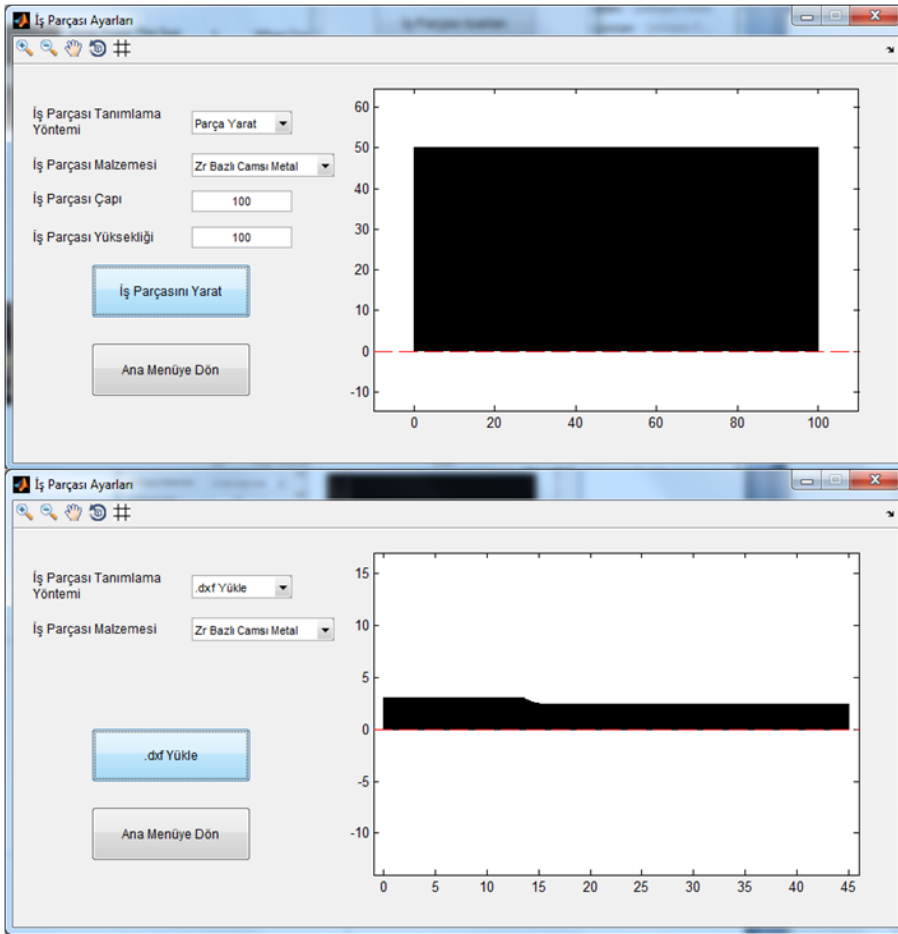 İş Parçası Ayarları
İş Parçası Tanımlama
Yöntemi
Parça Yarat
İş Parçası Malzemesi
Zr Bazlı Camsı Metal
İş Parçası Çapı
100
İş Parçası Yüksekliği
100
İş Parçasını Yarat
Ana Menüye Dön
60
50
40
30
20
10
0
-10
0 20 40 60 80 100
İş Parçası Ayarları
İş Parçası Tanımlama
Yöntemi
.dxf Yükle
İş Parçası Malzemesi
Zr Bazlı Camsı Metal
.dxf Yükle
Ana Menüye Dön
15
10
5
0
-5
-10
0 5 10 15 20 25 30 35 40 45